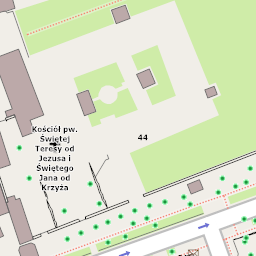 Kościół pw.
Świętej
Teresy od
Jezusa i
Świętego
Jana od
Krzyża
44